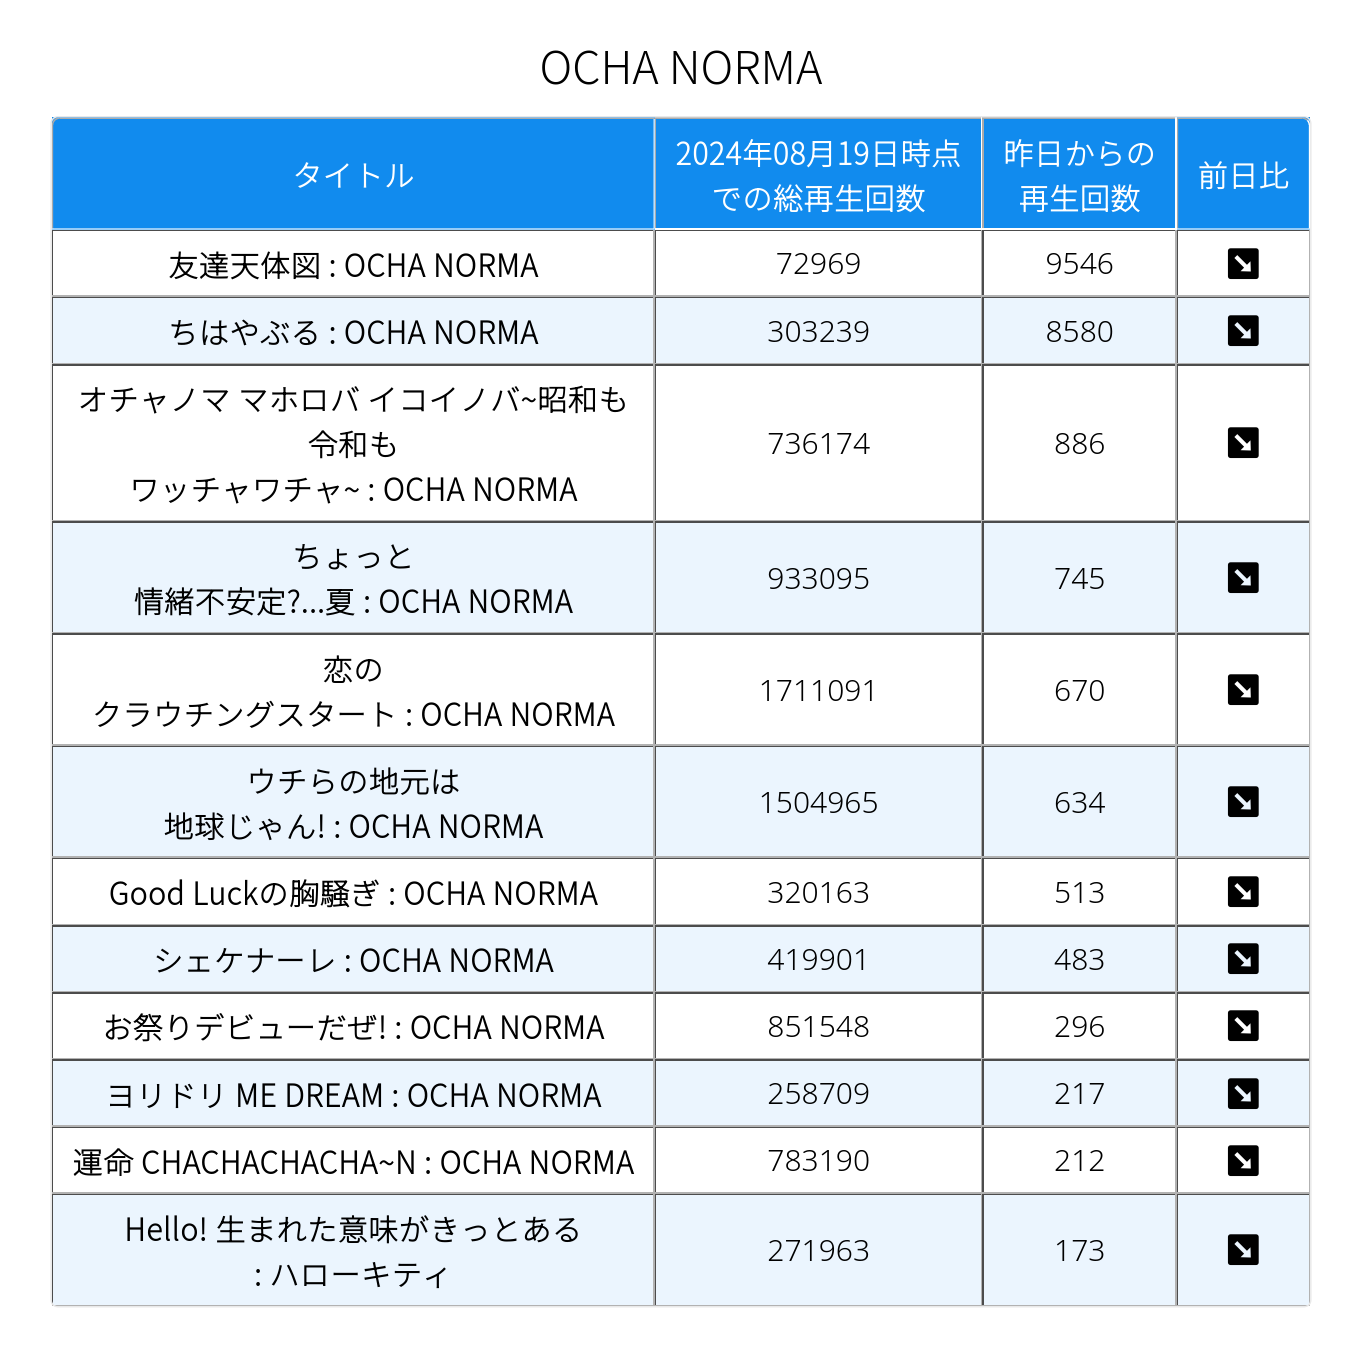 OCHA NORMA
タイトル
2024年08月19日時点
での総再生回数
昨日からの
再生回数
前日比
友達天体図 : OCHA NORMA
72969
9546
ちはやぶる : OCHA NORMA
303239
8580
オチャノマ マホロバ イコイノバ~昭和も
令和も
ワッチャワチャ~ : OCHA NORMA
736174
886
ちょっと
情緒不安定?...夏 : OCHA NORMA
933095
745
恋の
クラウチングスタート : OCHA NORMA
1711091
670
ウチらの地元は
地球じゃん! : OCHA NORMA
1504965
634
Good Luckの胸騒ぎ : OCHA NORMA
320163
513
シェケナーレ : OCHA NORMA
419901
483
お祭りデビューだぜ! : OCHA NORMA
851548
296
ヨリドリ ME DREAM : OCHA NORMA
258709
217
運命 CHACHACHACHA~N : OCHA NORMA
783190
212
Hello! 生まれた意味がきっとある
: ハローキティ
271963
173